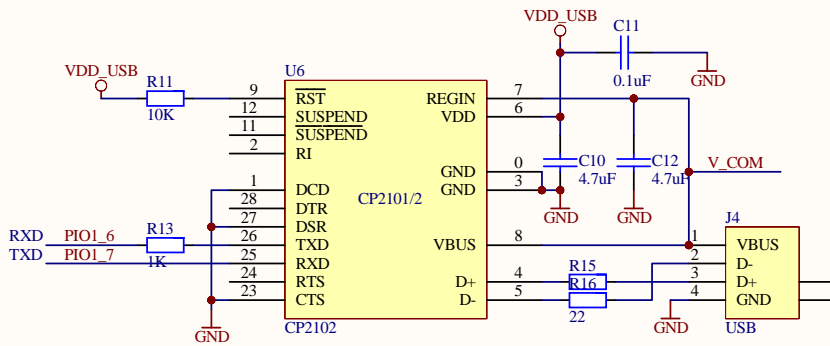 VDD_USB
C11
0.1uF
GND
VDD_USB
R11
10K
U6
9 RST
12 SUSPEND
11 SUSPEND
2 RI
1 DCD
28 DTR
27 DSR
26 TXD
25 RXD
24 RTS
23 CTS
CP2101/2
REGIN 7
VDD 6
GND 0
GND 3
VBUS 8
D+ 4
D- 5
CP2102
C10
4.7uF
GND
C12
4.7uF
GND
V_COM
RXD PIO1_6
R13
1K
TXD PIO1_7
GND
R15
R16
22
J4
1 VBUS
2 D-
3 D+
4 GND
USB
GND